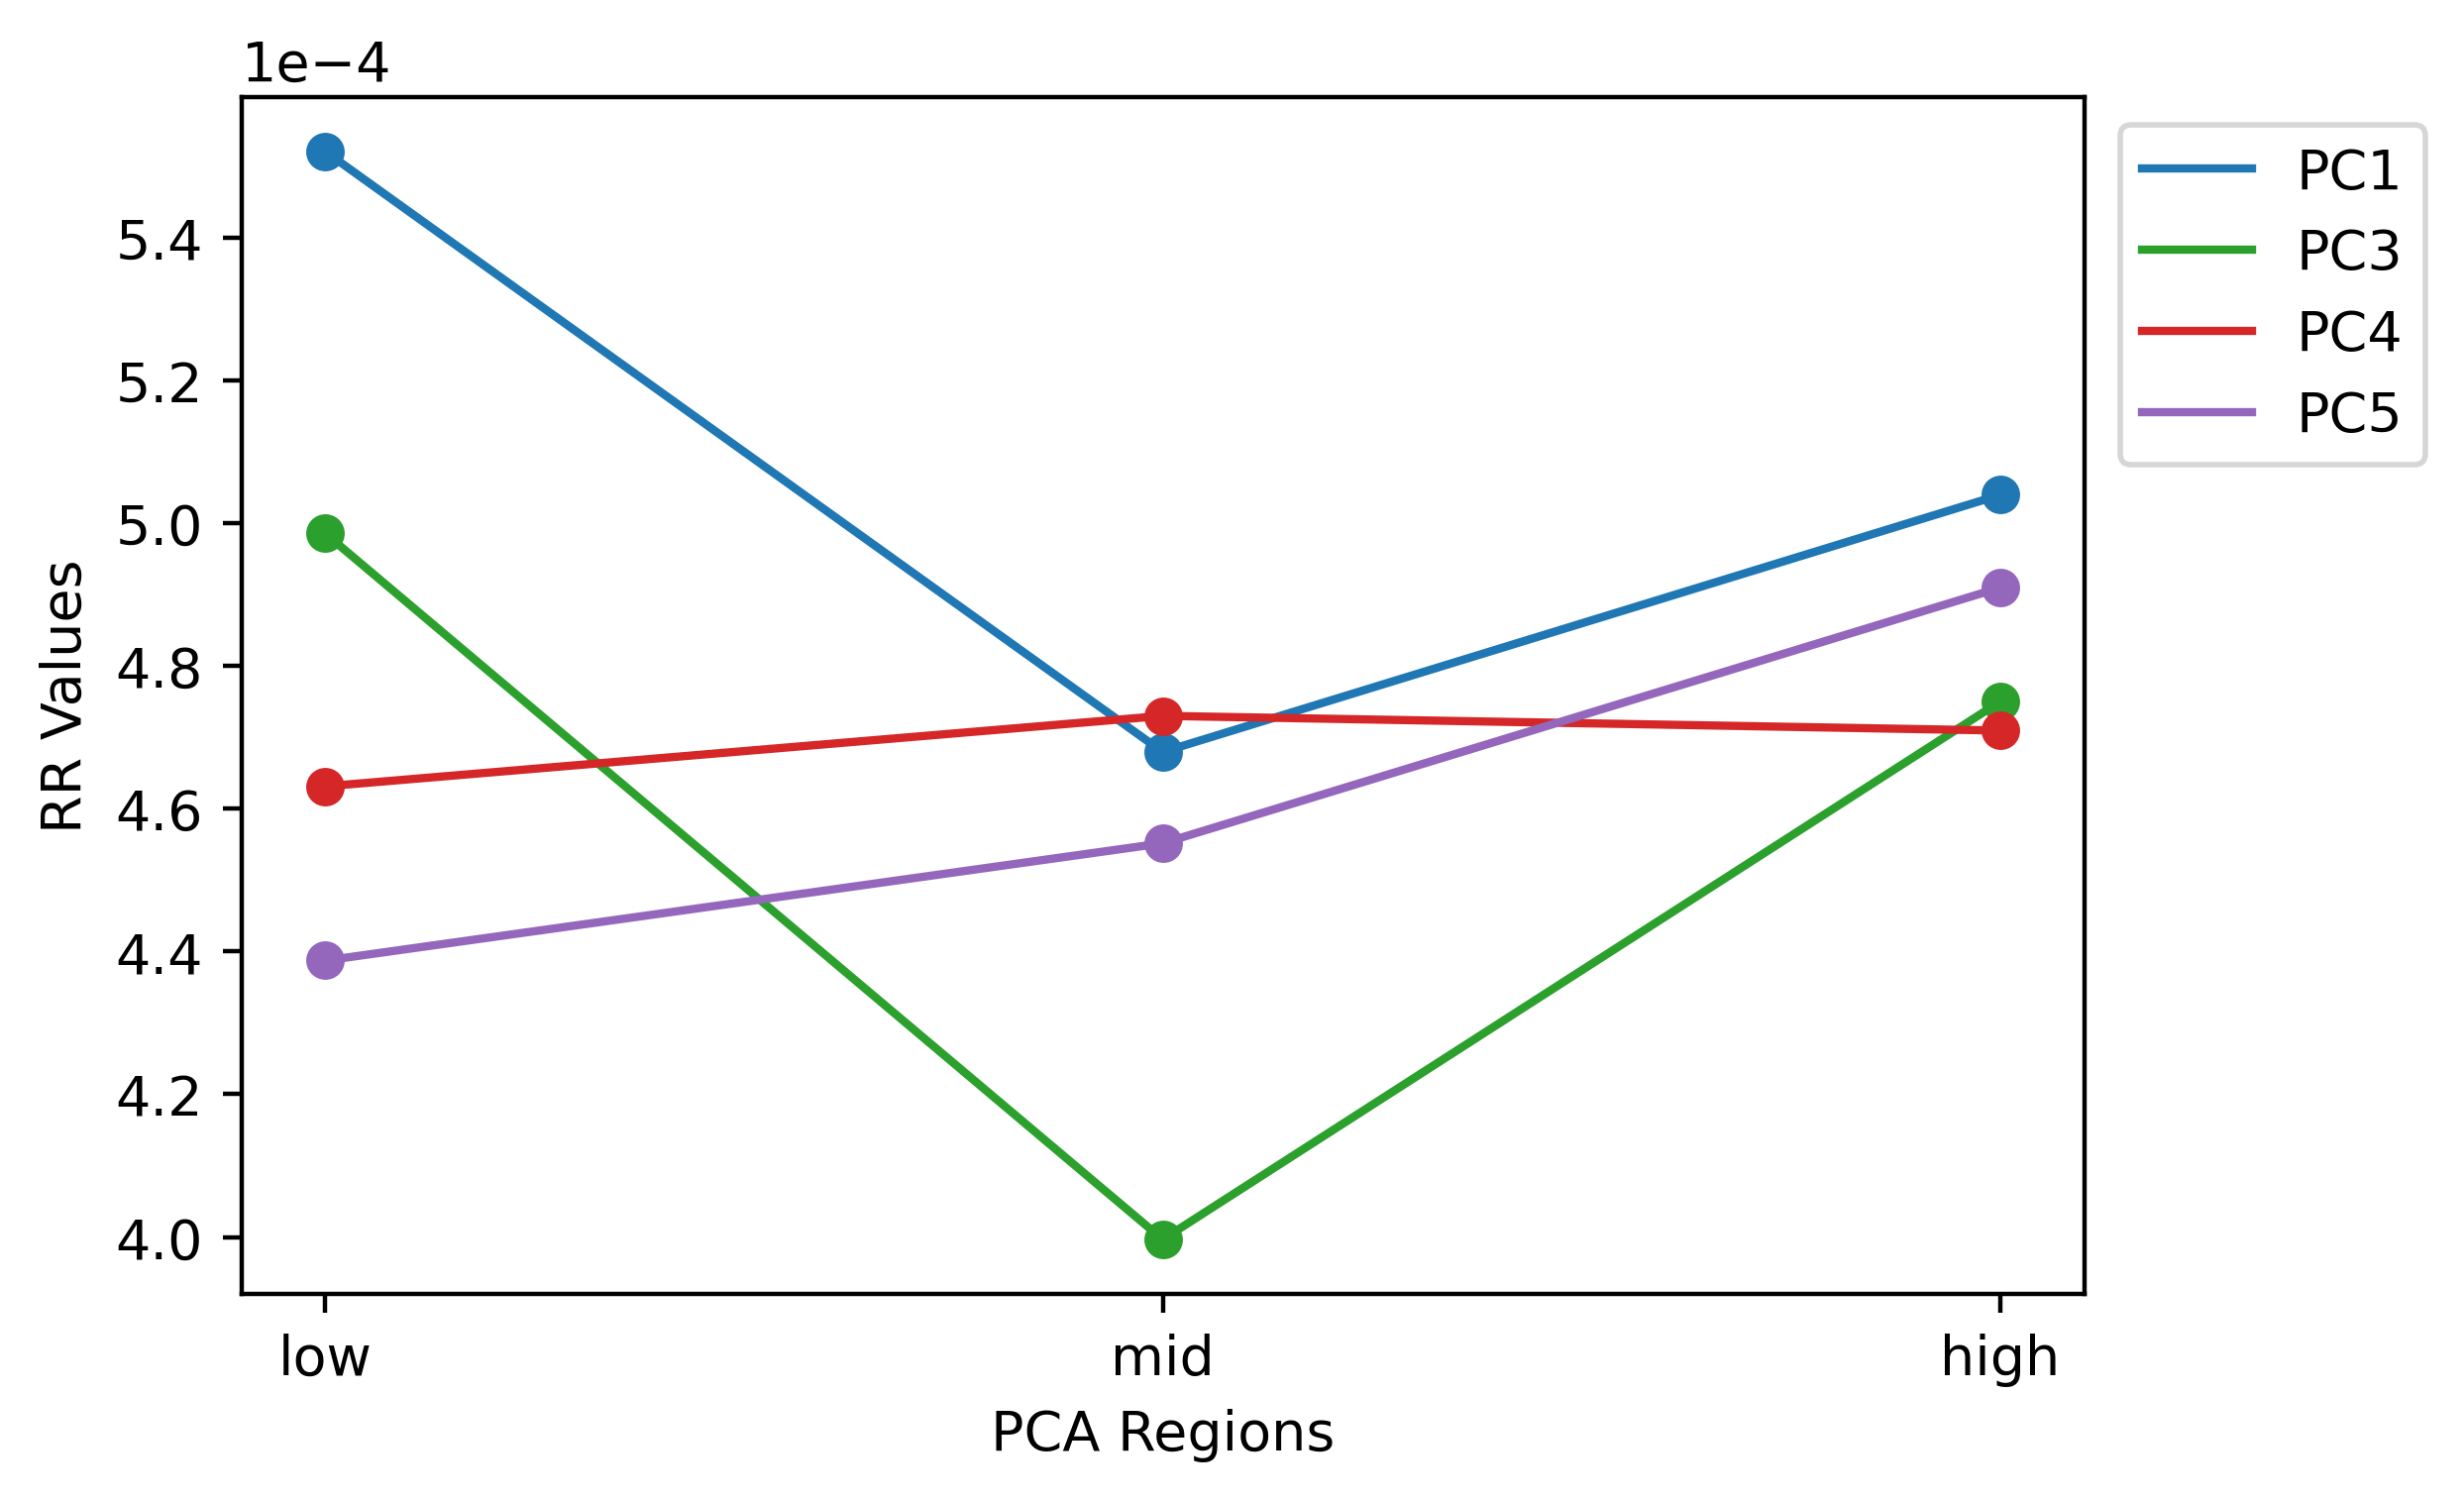 1e−4
5.4
5.2
5.0
4.8
4.6
4.4
4.2
4.0
RR Values
low mid high
PCA Regions
PC1
PC3
PC4
PC5